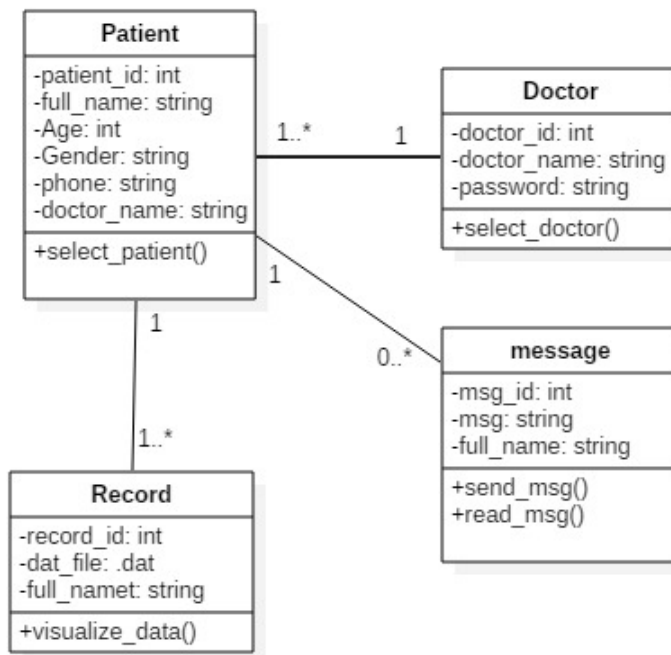 Patient
-patient_id: int
-full_name: string
-Age: int
-Gender: string
-phone: string
-doctor_name: string
+select_patient()
1..*
1
Doctor
-doctor_id: int
-doctor_name: string
-password: string
+select_doctor()
1
0..*
message
-msg_id: int
-msg: string
-full_name: string
+send_msg()
+read_msg()
1
1..*
Record
-record_id: int
-dat_file: .dat
-full_namet: string
+visualize_data()